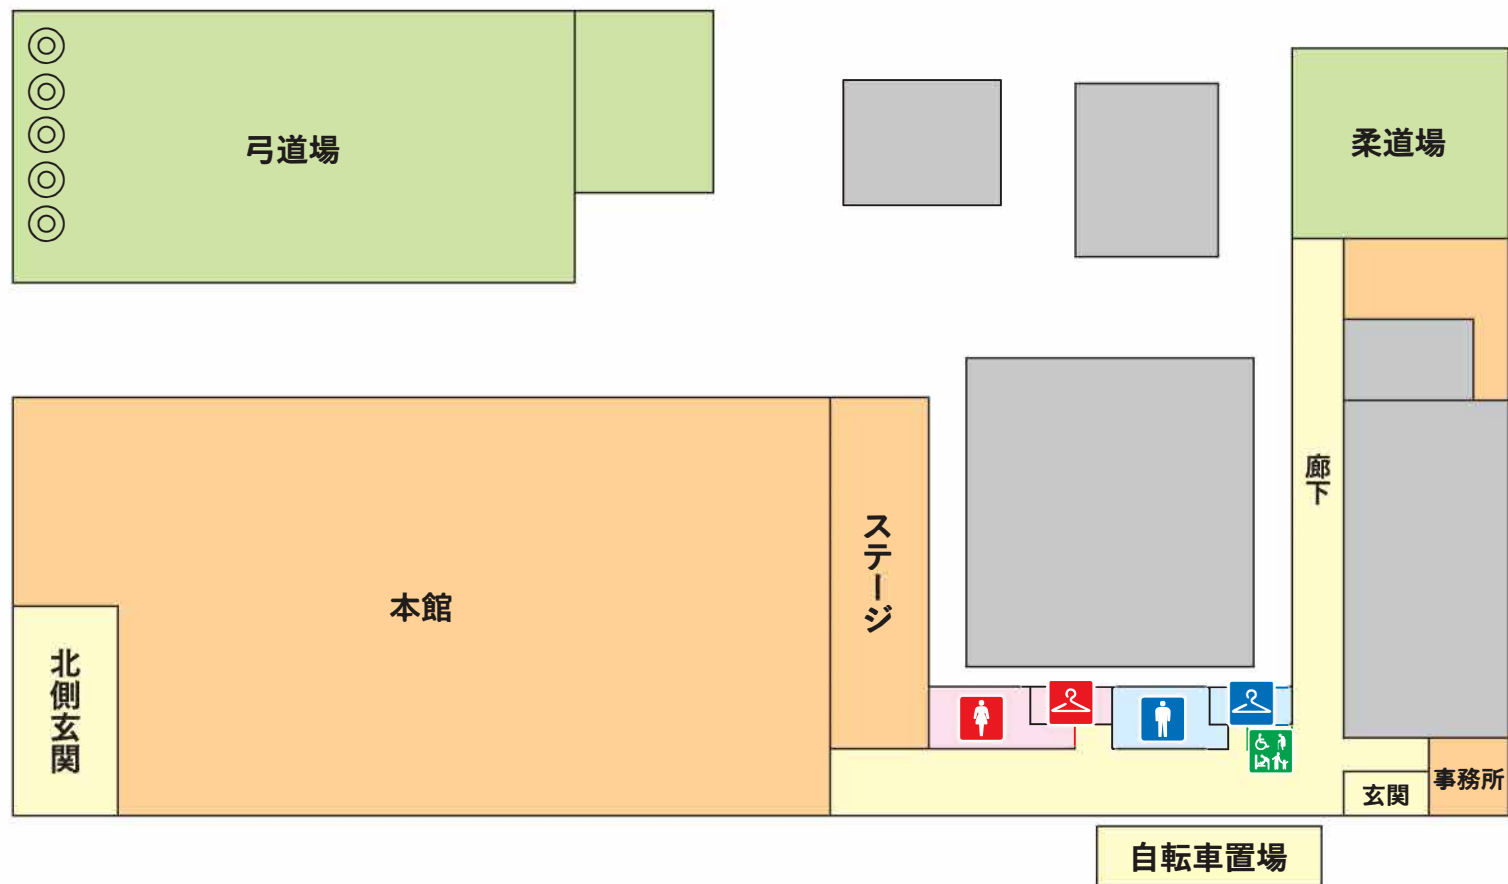 弓道場
柔道場
廊下
ステージ
本館
北側玄関
事務所
玄関
自転車置場